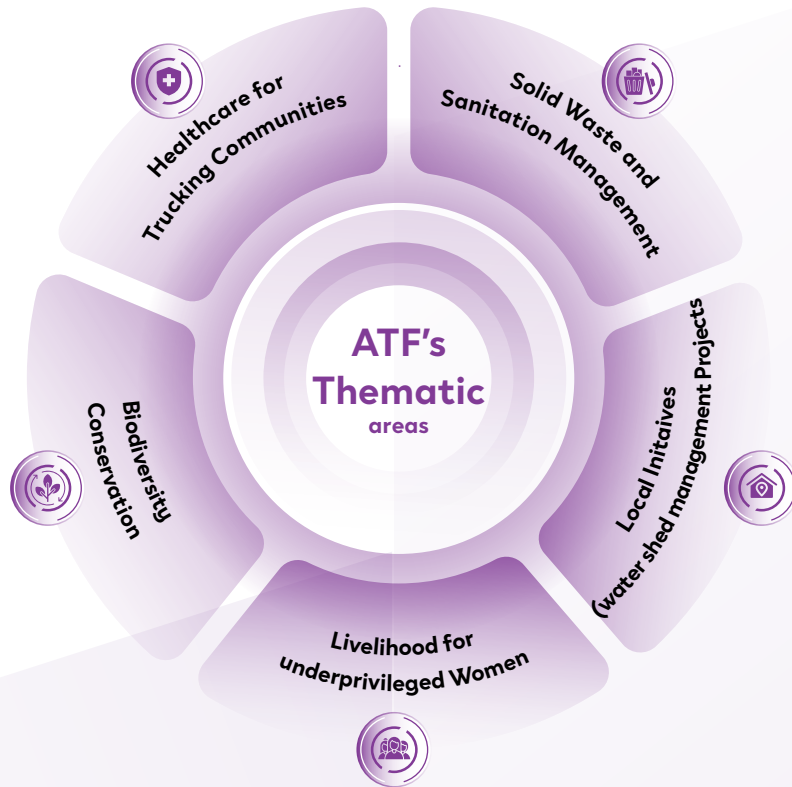 ATF's
Thematic
areas
Healthcare for
Trucking Communities
Solid Waste and
Sanitation Management
Local Initaives
(water shed management Projects
Livelihood for
underprivileged Women
Biodiversity
Conservation